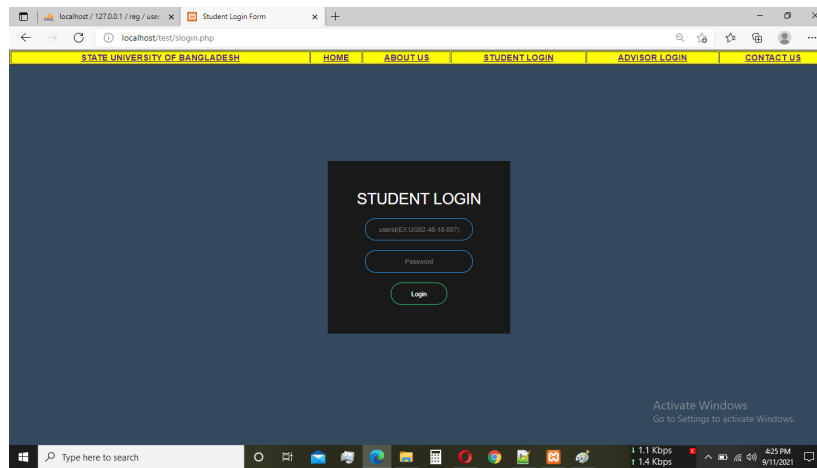 localhost / 127.0.0.1 / reg / user
Student Login Form
localhost/test/slogin.php
STATE UNIVERSITY OF BANGLADESH HOME ABOUT US STUDENT LOGIN ADVISOR LOGIN CONTACT US
STUDENT LOGIN
userid(EX:UG02-48-18-007)
Password
Login
Activate Windows
Go to Settings to activate Windows.
Type here to search
1.1 Kbps
1.4 Kbps
4:25 PM
9/11/2021